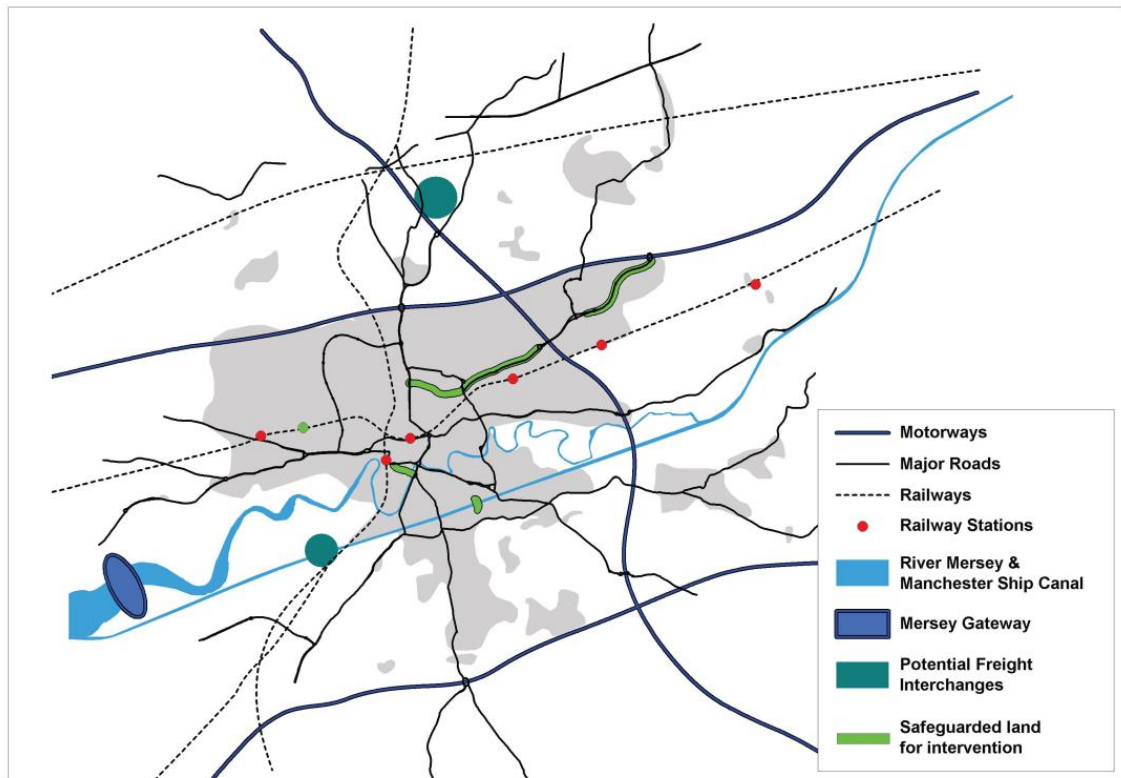 Motorways
Major Roads
Railways
Railway Stations
River Mersey &
Manchester Ship Canal
Mersey Gateway
Potential Freight
Interchanges
Safeguarded land
for intervention